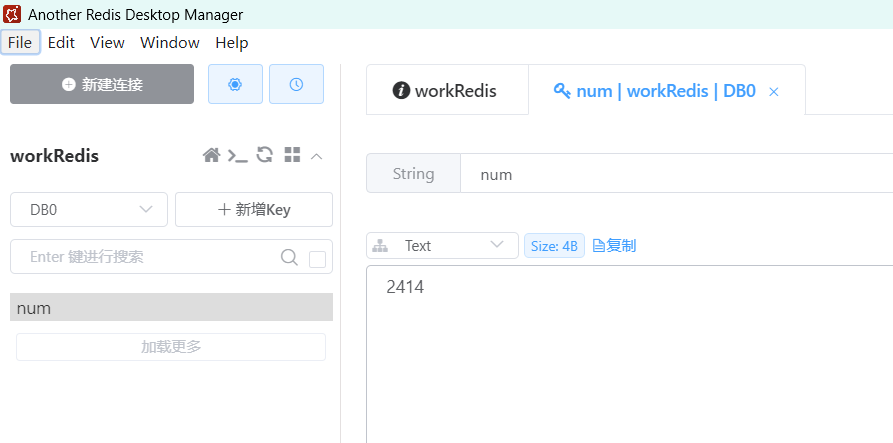 Another Redis Desktop Manager
File Edit View Window Help
新建连接
workRedis
num | workRedis | DB0
workRedis
DB0
新增Key
String
num
Enter 键进行搜索
Text
Size: 4B
复制
num
2414
加载更多